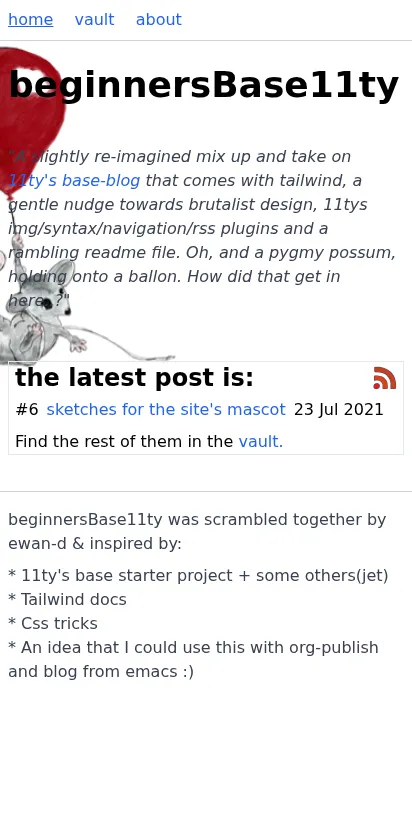 home vault about
beginnersBase11ty
"A slightly re-imagined mix up and take on
11ty's base-blog that comes with tailwind, a
gentle nudge towards brutalist design, 11tys
img/syntax/navigation/rss plugins and a
rambling readme file. Oh, and a pygmy possum,
holding onto a ballon. How did that get in
here..?"
the latest post is:
#6 sketches for the site's mascot 23 Jul 2021
Find the rest of them in the vault.
beginnersBase11ty was scrambled together by
ewan-d & inspired by:
* 11ty's base starter project + some others(jet)
* Tailwind docs
* Css tricks
* An idea that I could use this with org-publish
and blog from emacs :)